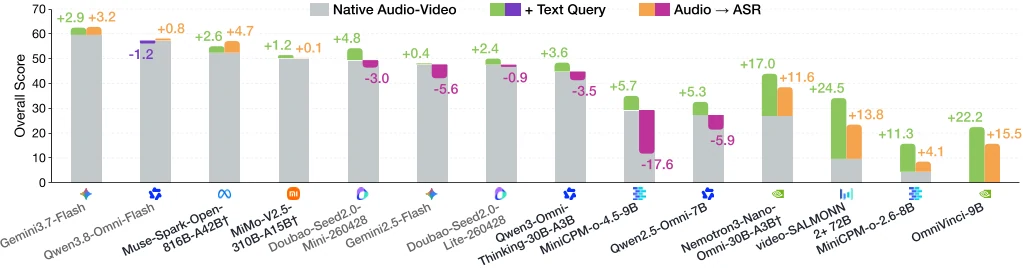 Native Audio-Video
+ Text Query
Audio → ASR
Overall Score
70
60
50
40
30
20
10
0
+2.9
+3.2
-1.2
+0.8
+2.6
+4.7
+1.2
+0.1
+4.8
-3.0
+0.4
-5.6
+2.4
-0.9
+3.6
-3.5
+5.7
-17.6
+5.3
-5.9
+17.0
+11.6
+24.5
+13.8
+11.3
+4.1
+22.2
+15.5
Gemini3.7-Flash
Qwen3.8-Omni-Flash
Muse-Spark-Open-
816B-A42B†
MiMo-V2.5-
310B-A15B†
Doubao-Seed2.0-
Mini-260428
Gemini2.5-Flash
Doubao-Seed2.0-
Lite-260428
Qwen3-Omni-
Thinking-30B-A3B
MiniCPM-o-4.5-9B
Qwen2.5-Omni-7B
Nemotron3-Nano-
Omni-30B-A3B†
video-SALMONN
2+ 72B
MiniCPM-o-2.6-8B
OmniVinci-9B